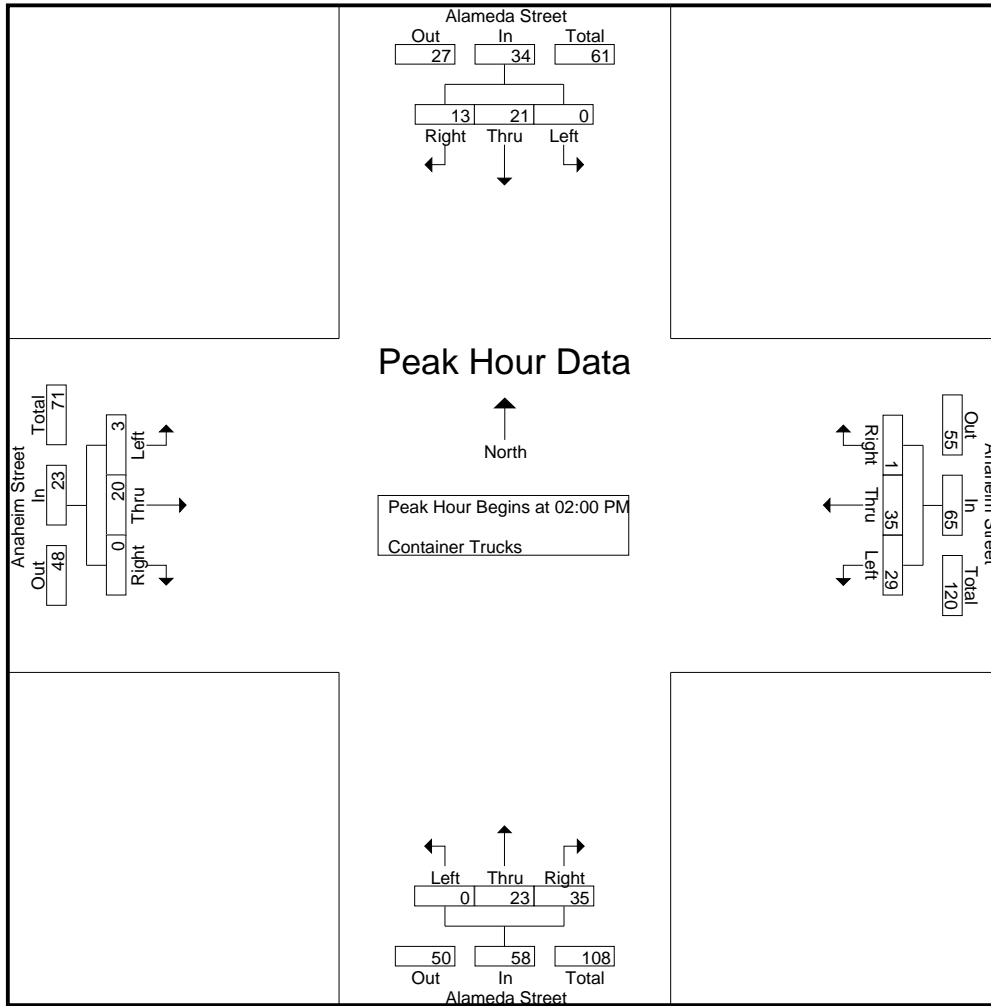 Alameda Street
Out In Total
27 34 61
13 21 0
Right Thru Left
Peak Hour Data
North
Peak Hour Begins at 02:00 PM
Container Trucks
Anaheim Street
Total In Out
71 23 48
3 20 0
Left Thru Right
Anaheim Street
Out In Total
55 65 120
1 35 29
Right Thru Left
Left Thru Right
0 23 35
50 58 108
Out In Total
Alameda Street